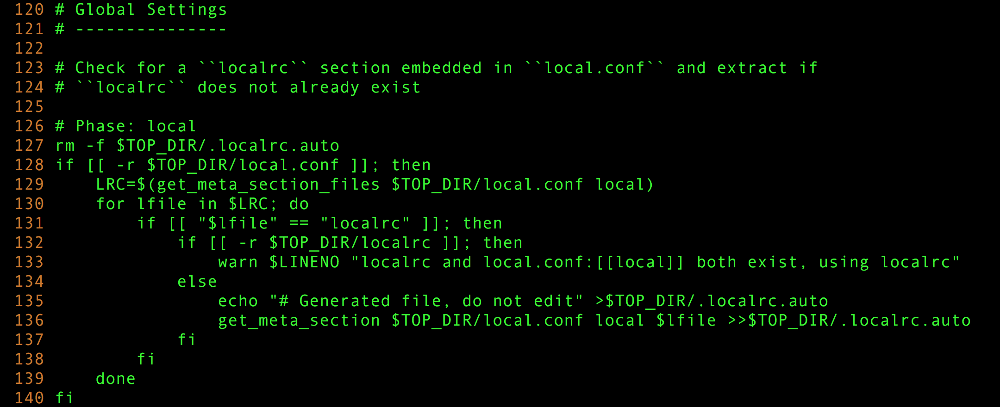 120 # Global Settings
121 # ---------------
122
123 # Check for a ``localrc`` section embedded in ``local.conf`` and extract if
124 # ``localrc`` does not already exist
125
126 # Phase: local
127 rm -f $TOP_DIR/.localrc.auto
128 if [[ -r $TOP_DIR/local.conf ]]; then
129     LRC=$(get_meta_section_files $TOP_DIR/local.conf local)
130     for lfile in $LRC; do
131         if [[ "$lfile" == "localrc" ]]; then
132             if [[ -r $TOP_DIR/localrc ]]; then
133                 warn $LINENO "localrc and local.conf:[[local]] both exist, using localrc"
134             else
135                 echo "# Generated file, do not edit" >$TOP_DIR/.localrc.auto
136                 get_meta_section $TOP_DIR/local.conf local $lfile >>$TOP_DIR/.localrc.auto
137             fi
138         fi
139     done
140 fi